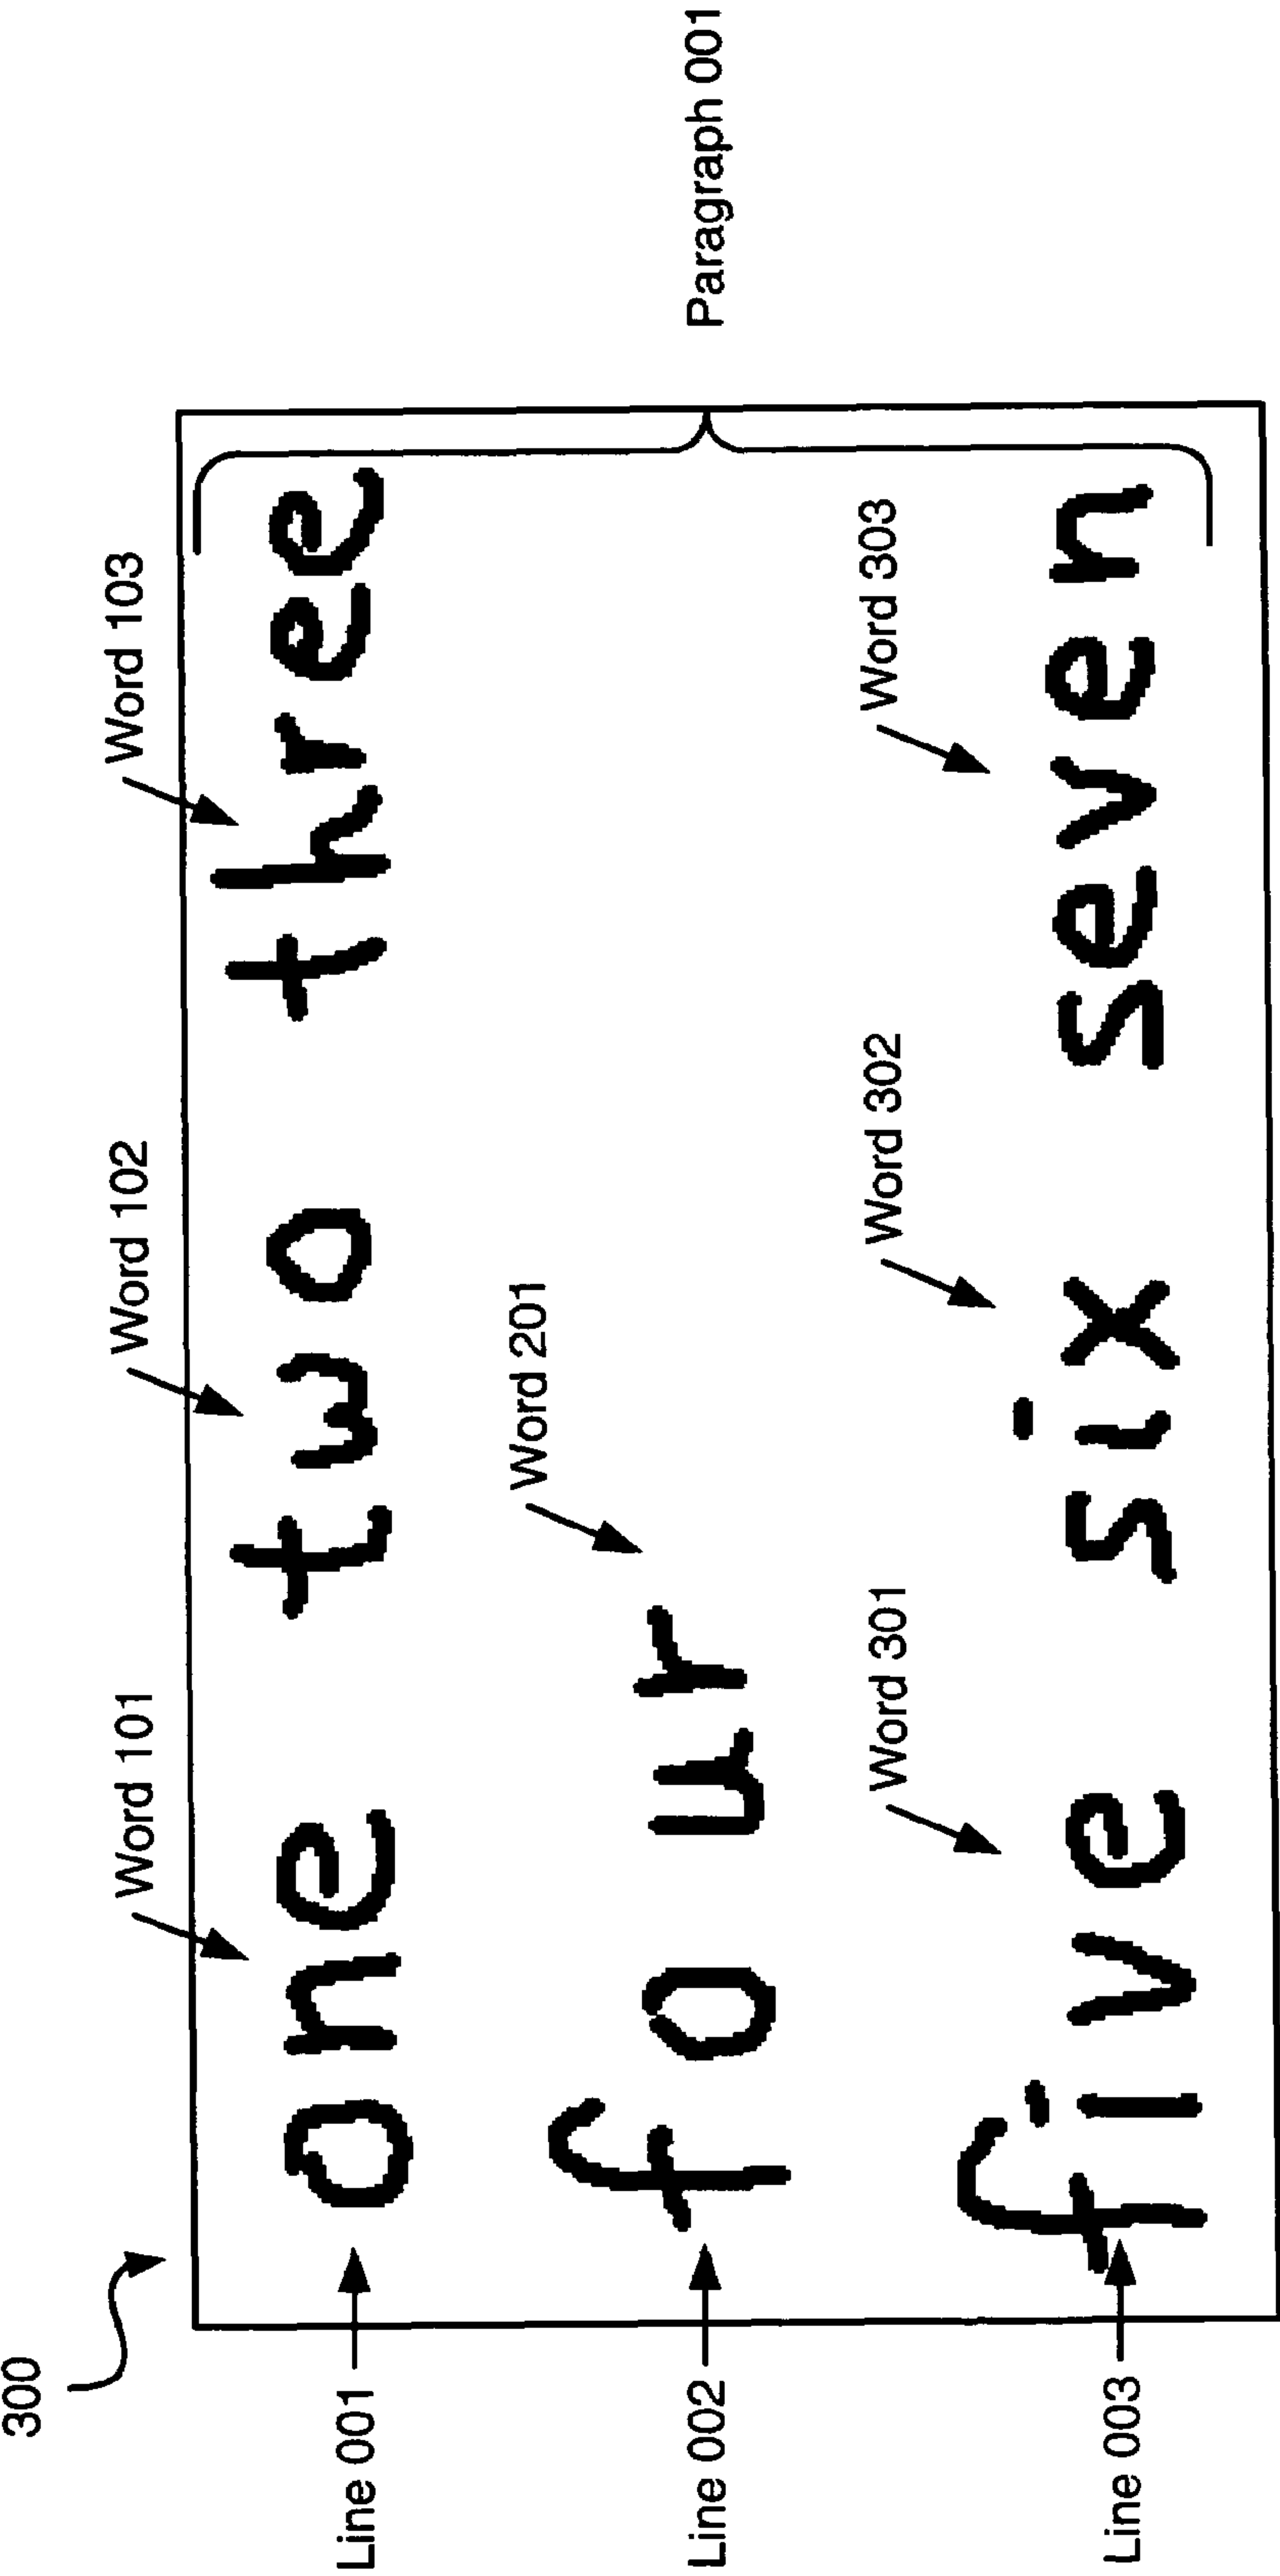 300
Word 101 Word 102 Word 103
Line 001 one two three
Word 201
Line 002 four
Paragraph 001
Word 301 Word 302 Word 303
Line 003 five six seven